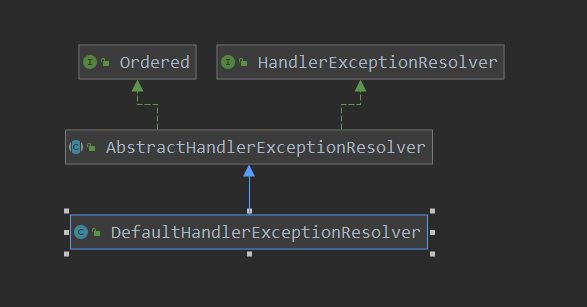 Ordered
HandlerExceptionResolver
AbstractHandlerExceptionResolver
DefaultHandlerExceptionResolver